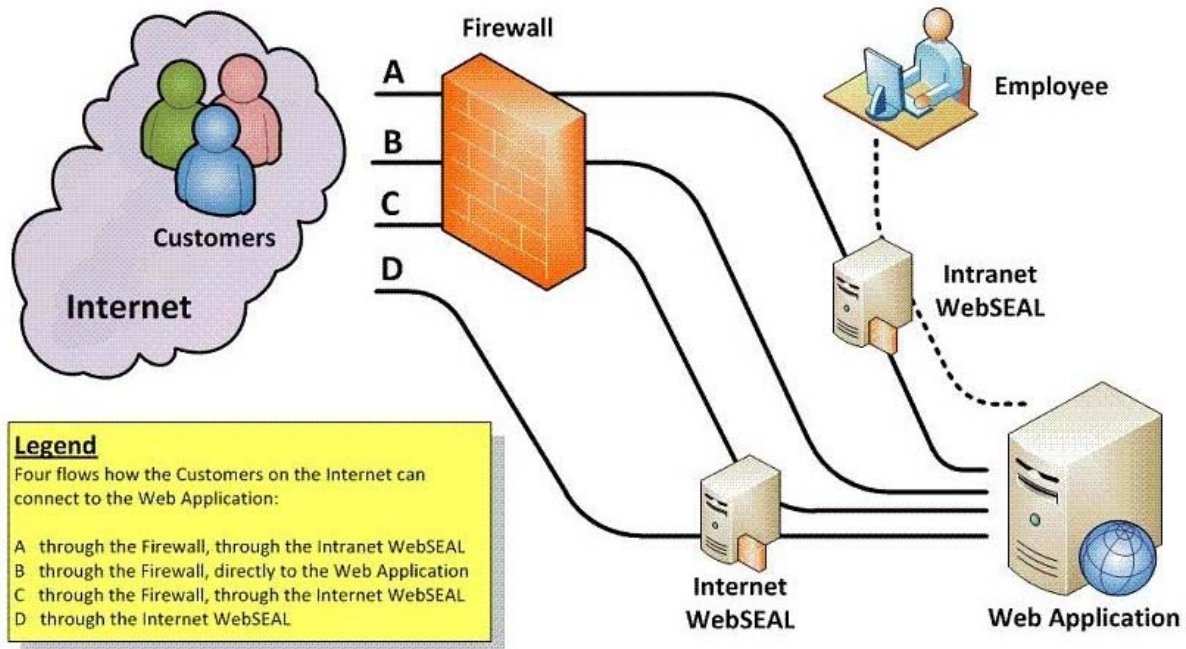 Firewall
A
B
C
D
Employee
Customers
Internet
Intranet
WebSEAL
Legend
Four flows how the Customers on the Internet can
connect to the Web Application:
A through the Firewall, through the Intranet WebSEAL
B through the Firewall, directly to the Web Application
C through the Firewall, through the Internet WebSEAL
D through the Internet WebSEAL
Internet
WebSEAL
Web Application